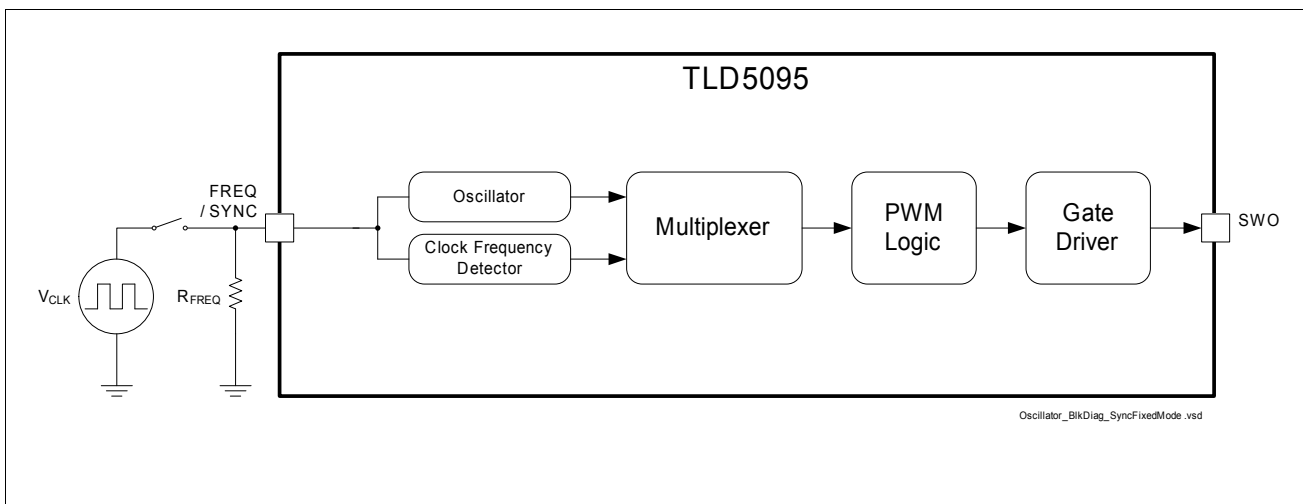 TLD5095
FREQ
/ SYNC
Oscillator
Clock Frequency
Detector
Multiplexer
PWM
Logic
Gate
Driver
SWO
VCLK
RFREQ
Oscillator_BlkDiag_SyncFixedMode .vsd